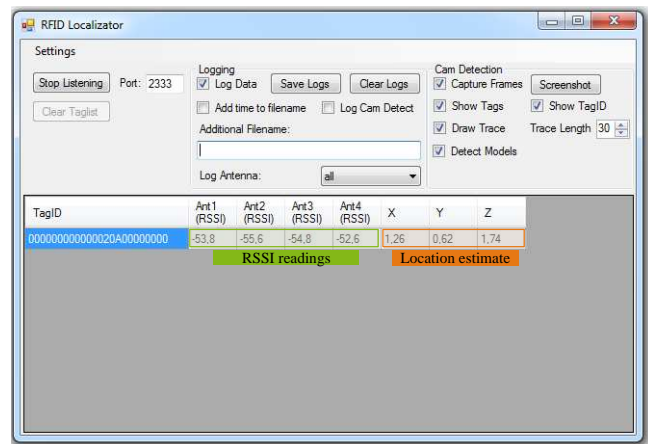 RFID Localizator
Settings
Stop Listening Port: 2333
Clear Taglist
Logging
Log Data Save Logs Clear Logs
Add time to filename Log Cam Detect
Additional Filename:
Log Antenna: all
Cam Detection
Capture Frames Screenshot
Show Tags Show TagID
Draw Trace Trace Length 30
Detect Models
TagID Ant1 (RSSI) Ant2 (RSSI) Ant3 (RSSI) Ant4 (RSSI) X Y Z
000000000000020A00000000 -53,8 -55,6 -54,8 -52,6 1,26 0,62 1,74
RSSI readings Location estimate